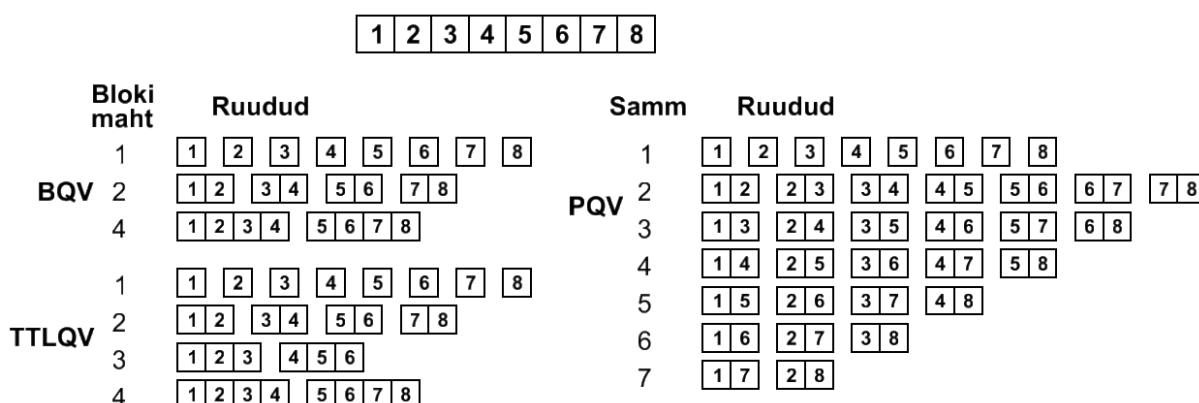 1 2 3 4 5 6 7 8
Bloki maht Ruudud
1 1 2 3 4 5 6 7 8
BQV 2 1 2 3 4 5 6 7 8
4 1 2 3 4 5 6 7 8
1 1 2 3 4 5 6 7 8
TTLQV 2 1 2 3 4 5 6 7 8
3 1 2 3 4 5 6
4 1 2 3 4 5 6 7 8
Samm Ruudud
1 1 2 3 4 5 6 7 8
PQV 2 1 2 2 3 3 4 4 5 5 6 6 7 7 8
3 1 3 2 4 3 5 4 6 5 7 6 8
4 1 4 2 5 3 6 4 7 5 8
5 1 5 2 6 3 7 4 8
6 1 6 2 7 3 8
7 1 7 2 8